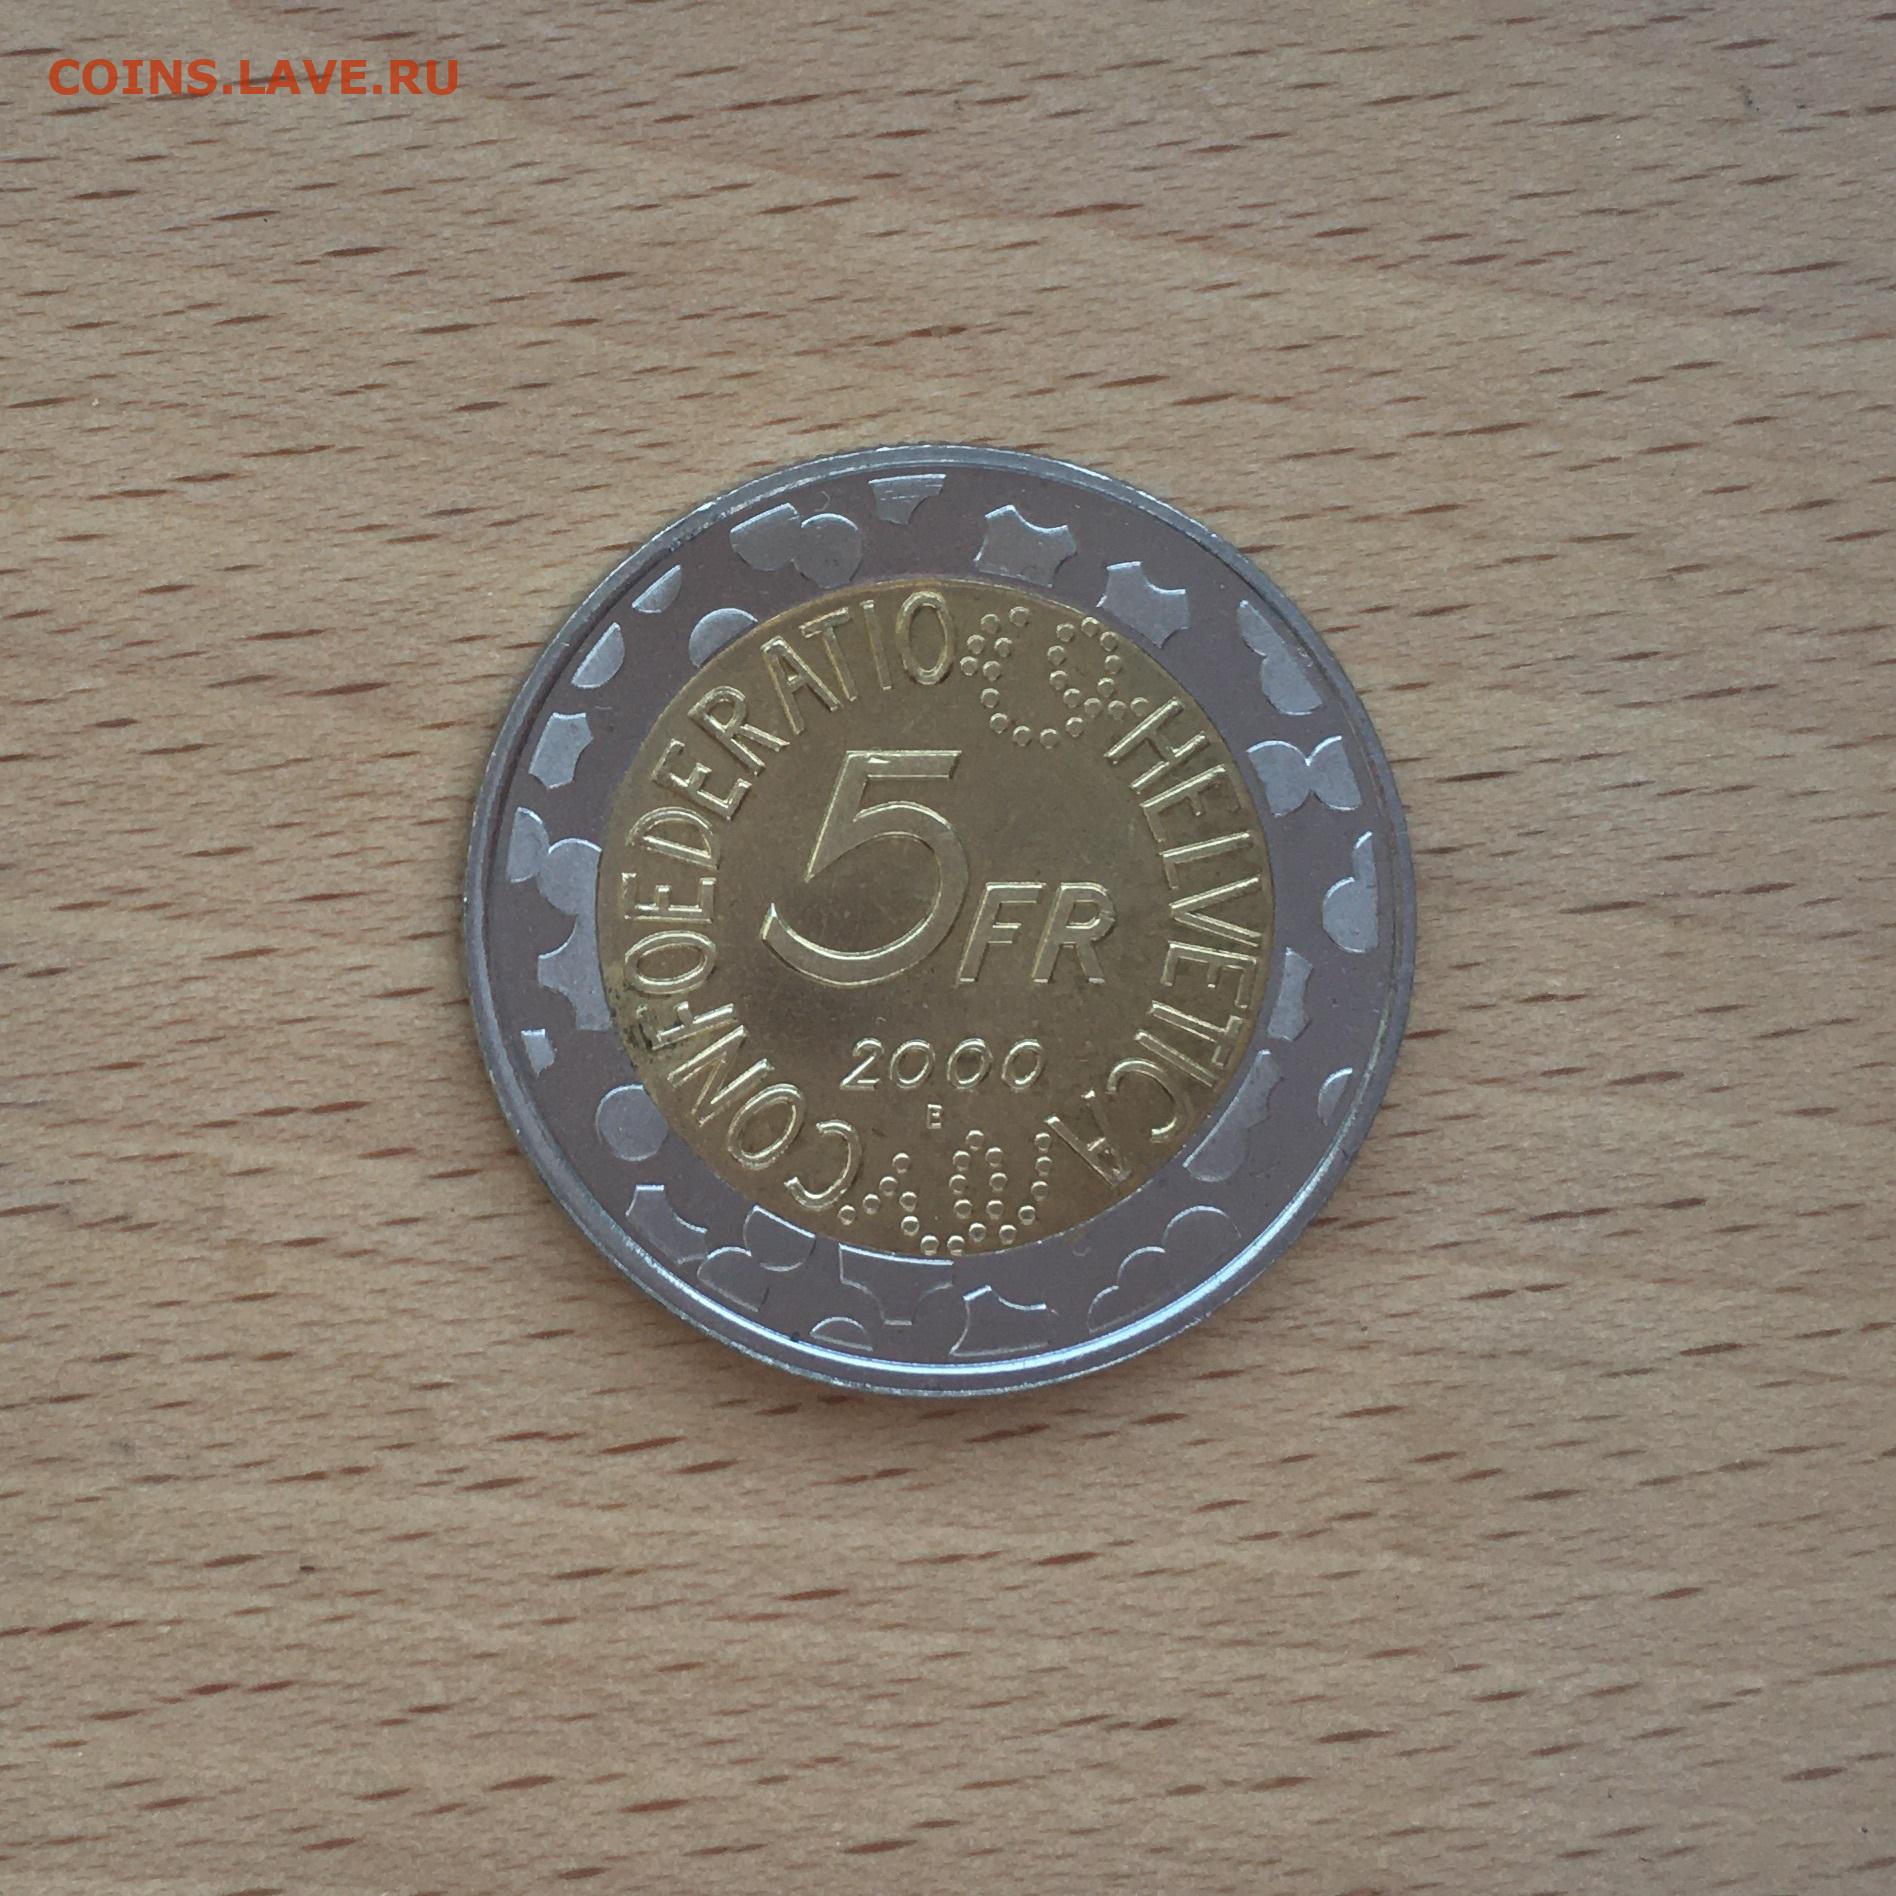 COINS.LAVE.RU
CONFOEDERATIO HELVETICA
5 FR
2000
B